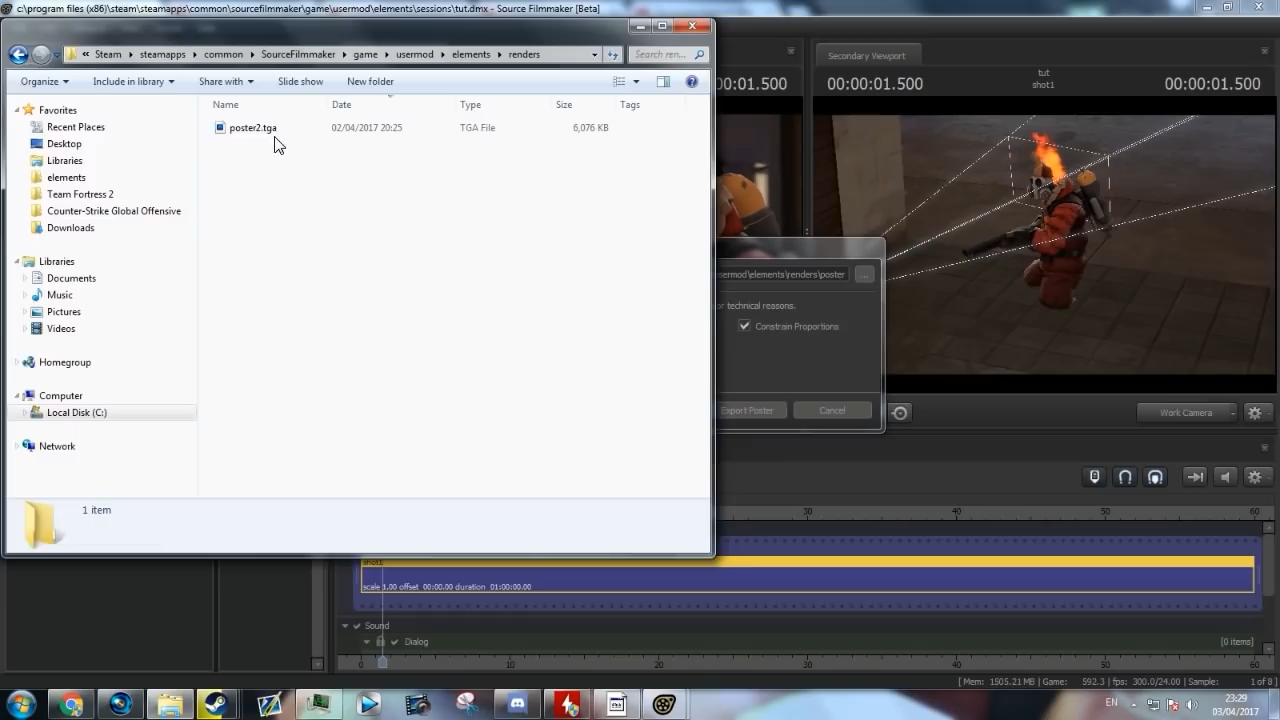 c:\program files (x86)\steam\steamapps\common\sourcefilmmaker\game\usermod\elements\sessions\tut.dmx - Source Filmmaker [Beta]
« Steam steamapps common SourceFilmmaker game usermod elements renders
Search ren...
Organize Include in library Share with Slide show New folder
Name Date Type Size Tags
poster2.tga 02/04/2017 20:25 TGA File 6,076 KB
Favorites
Recent Places
Desktop
Libraries
elements
Team Fortress 2
Counter-Strike Global Offensive
Downloads
Libraries
Documents
Music
Pictures
Videos
Homegroup
Computer
Local Disk (C:)
Network
1 item
00:01.500
Secondary Viewport
00:00:01.500
tut
shot1
00:00:01.500
usermod\elements\renders\poster
...
or technical reasons.
Constrain Proportions
Export Poster Cancel
Work Camera
30 40 50 60
shot1
scale 1.00 offset 00:00.00 duration 01:00:00.00
Sound
Dialog [0 items]
0 10 20 30 40 50 60
[ Mem: 1505.21 MB | Game: 592.3 | fps: 300.0/24.00 | Sample: 1 of 8 ]
EN
23:29
03/04/2017